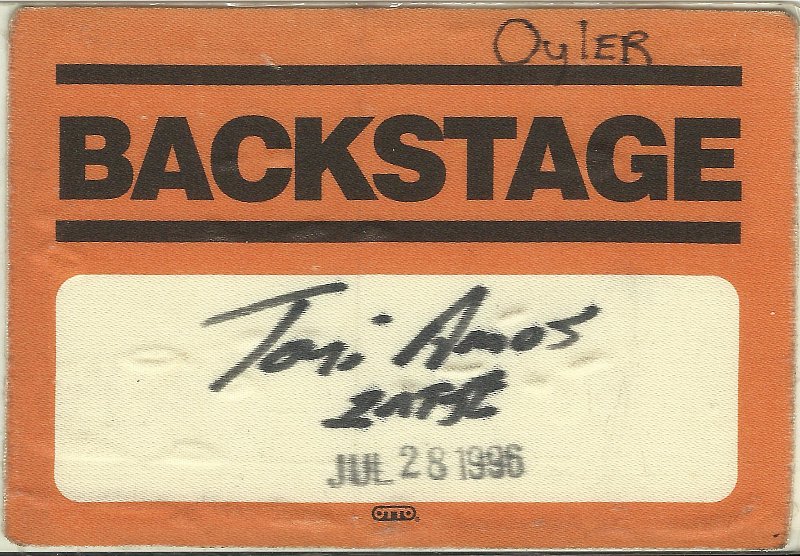 OyLER
BACKSTAGE
Tori Amos
JUL 28 1996
OTTO